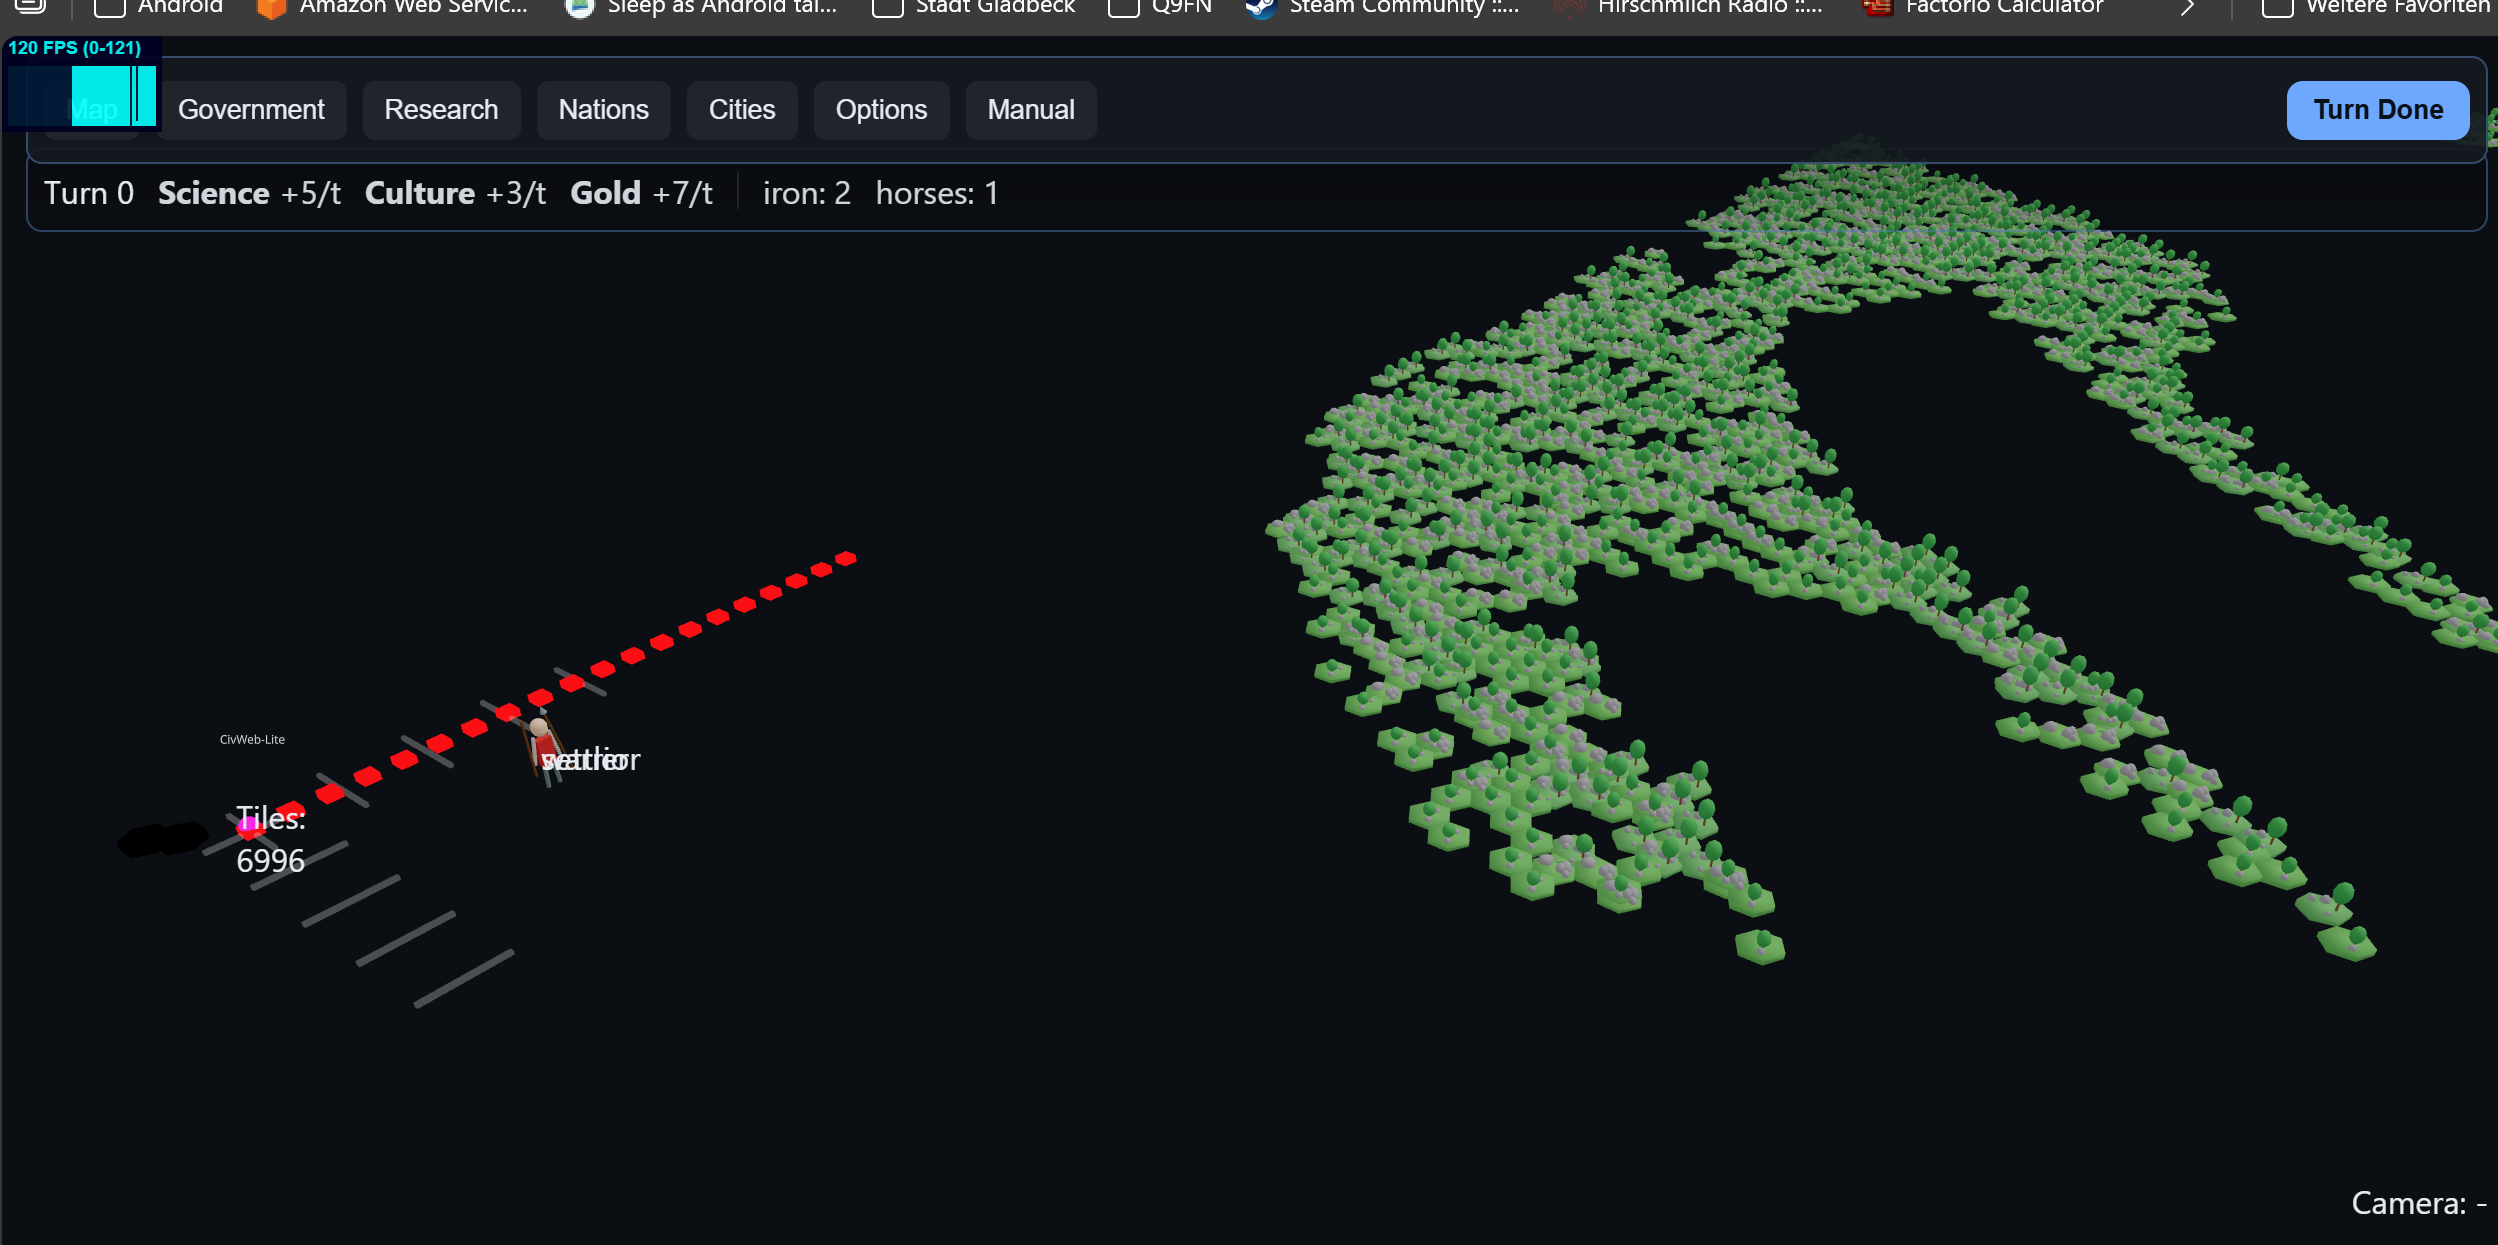 Android Amazon Web Servic... Sleep as Android tal... Stadt Gladbeck Q9FN Steam Community ::... Hirschmilch Radio ::... Factorio Calculator Weitere Favoriten
120 FPS (0-121)
Map Government Research Nations Cities Options Manual Turn Done
Turn 0 Science +5/t Culture +3/t Gold +7/t iron: 2 horses: 1
CivWeb-Lite
Tiles:
6996
Camera: -